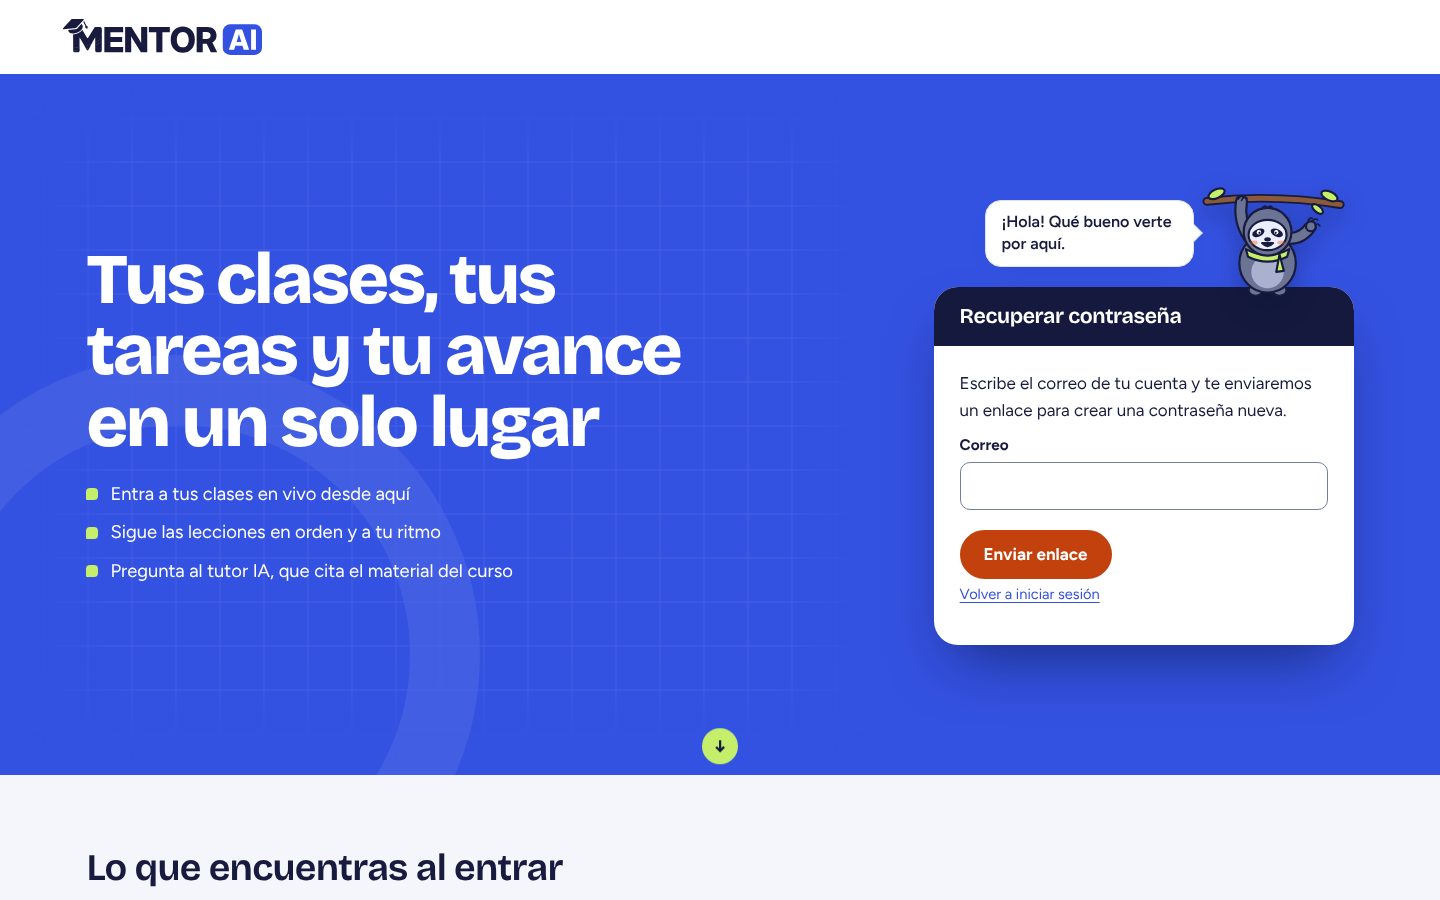 MENTOR AI
Tus clases, tus
tareas y tu avance
en un solo lugar
Entra a tus clases en vivo desde aquí
Sigue las lecciones en orden y a tu ritmo
Pregunta al tutor IA, que cita el material del curso
¡Hola! Qué bueno verte
por aquí.
Recuperar contraseña
Escribe el correo de tu cuenta y te enviaremos
un enlace para crear una contraseña nueva.
Correo
Enviar enlace
Volver a iniciar sesión
Lo que encuentras al entrar